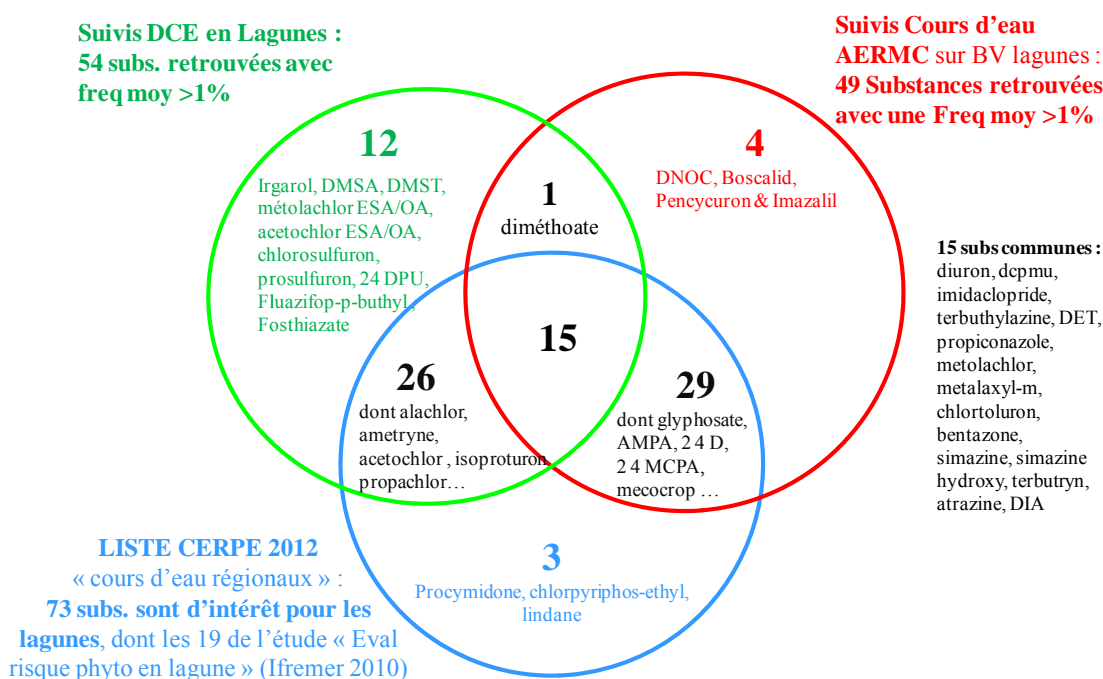 Suivis DCE en Lagunes :
54 subs. retrouvées avec
freq moy >1%
Suivis Cours d'eau
AERMC sur BV lagunes :
49 Substances retrouvées
avec une Freq moy >1%
12
Irgarol, DMSA, DMST,
métolachlor ESA/OA,
acetochlor ESA/OA,
chlorosulfuron,
prosulfuron, 24 DPU,
Fluazifop-p-buthyl ,
Fosthiazate
1
diméthoate
4
DNOC, Boscalid,
Pencycuron & Imazalil
15
26
dont alachlor,
ametryne,
acetochlor , isoproturon
propachlor…
29
dont glyphosate,
AMPA, 2 4 D,
2 4 MCPA,
mecocrop …
15 subs communes :
diuron, dcpmu,
imidaclopride,
terbuthylazine, DET,
propiconazole,
metolachlor,
metalaxyl-m,
chlortoluron,
bentazone,
simazine, simazine
hydroxy, terbutryn,
atrazine, DIA
3
Procymidone, chlorpyriphos-ethyl,
lindane
LISTE CERPE 2012
« cours d'eau régionaux » :
73 subs. sont d'intérêt pour les
lagunes, dont les 19 de l'étude « Eval
risque phyto en lagune » (Ifremer 2010)